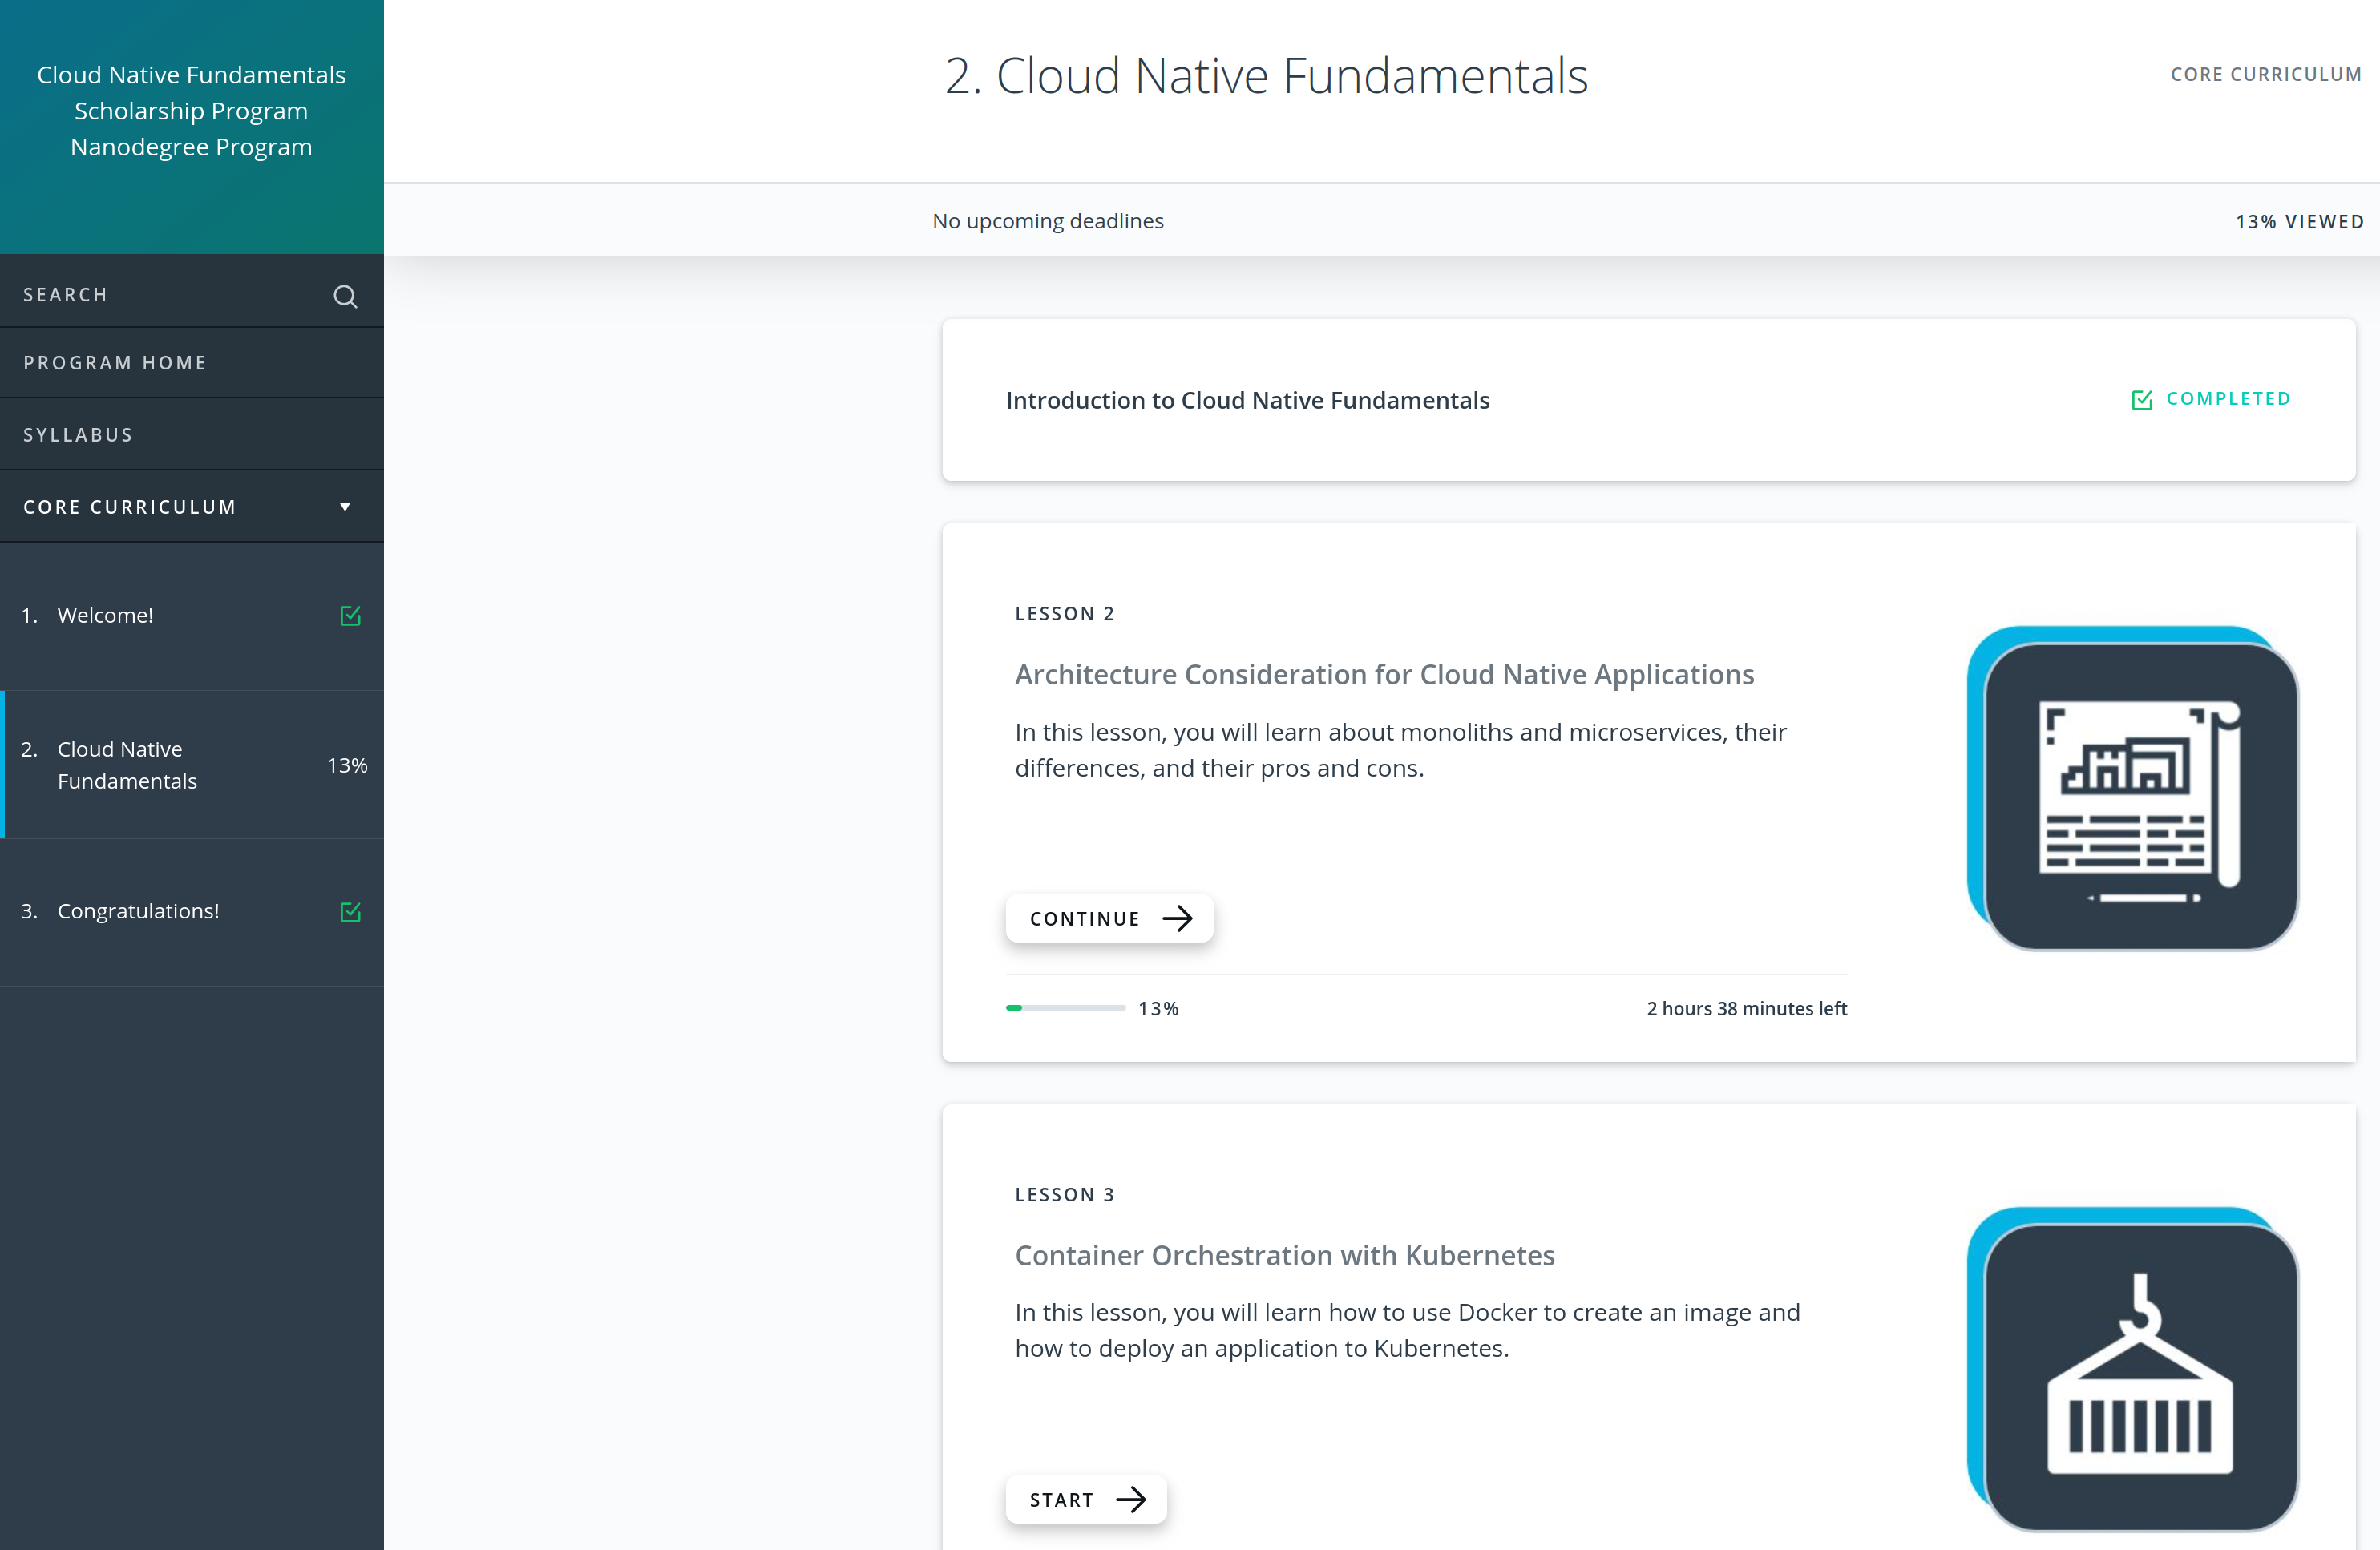 Cloud Native Fundamentals
Scholarship Program
Nanodegree Program
SEARCH
PROGRAM HOME
SYLLABUS
CORE CURRICULUM
1. Welcome!
2. Cloud Native
Fundamentals
13%
3. Congratulations!
2. Cloud Native Fundamentals
CORE CURRICULUM
No upcoming deadlines
13% VIEWED
Introduction to Cloud Native Fundamentals
COMPLETED
LESSON 2
Architecture Consideration for Cloud Native Applications
In this lesson, you will learn about monoliths and microservices, their
differences, and their pros and cons.
CONTINUE
13%
2 hours 38 minutes left
LESSON 3
Container Orchestration with Kubernetes
In this lesson, you will learn how to use Docker to create an image and
how to deploy an application to Kubernetes.
START